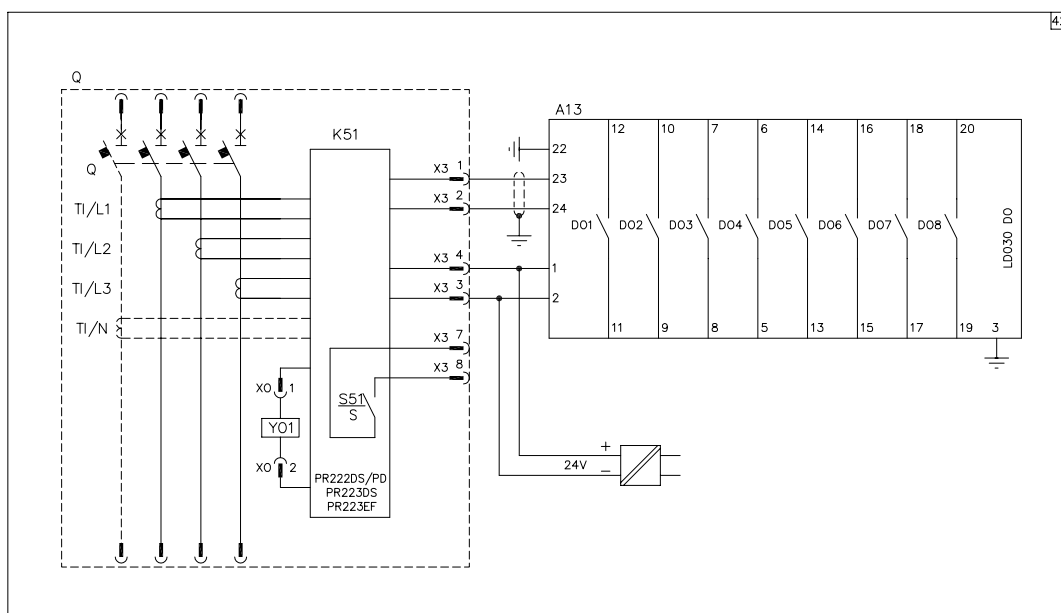 42
Q
A13
K51
12 10 7 6 14 16 18 20
22
Q
X3 1
23
TI/L1
X3 2
24
DO1 DO2 DO3 DO4 DO5 DO6 DO7 DO8
LD030 DO
TI/L2
X3 4
1
TI/L3
X3 3
2
TI/N
11 9 8 5 13 15 17 19 3
X3 7
X3 8
XO 1
S51
S
YO1
+
24V
–
XO 2
PR222DS/PD
PR223DS
PR223EF